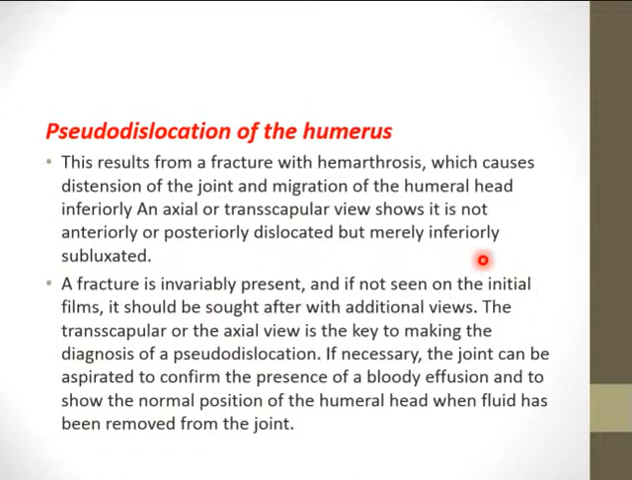 Pseudodislocation of the humerus
• This results from a fracture with hemarthrosis, which causes
distension of the joint and migration of the humeral head
inferiorly An axial or transscapular view shows it is not
anteriorly or posteriorly dislocated but merely inferiorly
subluxated.
• A fracture is invariably present, and if not seen on the initial
films, it should be sought after with additional views. The
transscapular or the axial view is the key to making the
diagnosis of a pseudodislocation. If necessary, the joint can be
aspirated to confirm the presence of a bloody effusion and to
show the normal position of the humeral head when fluid has
been removed from the joint.